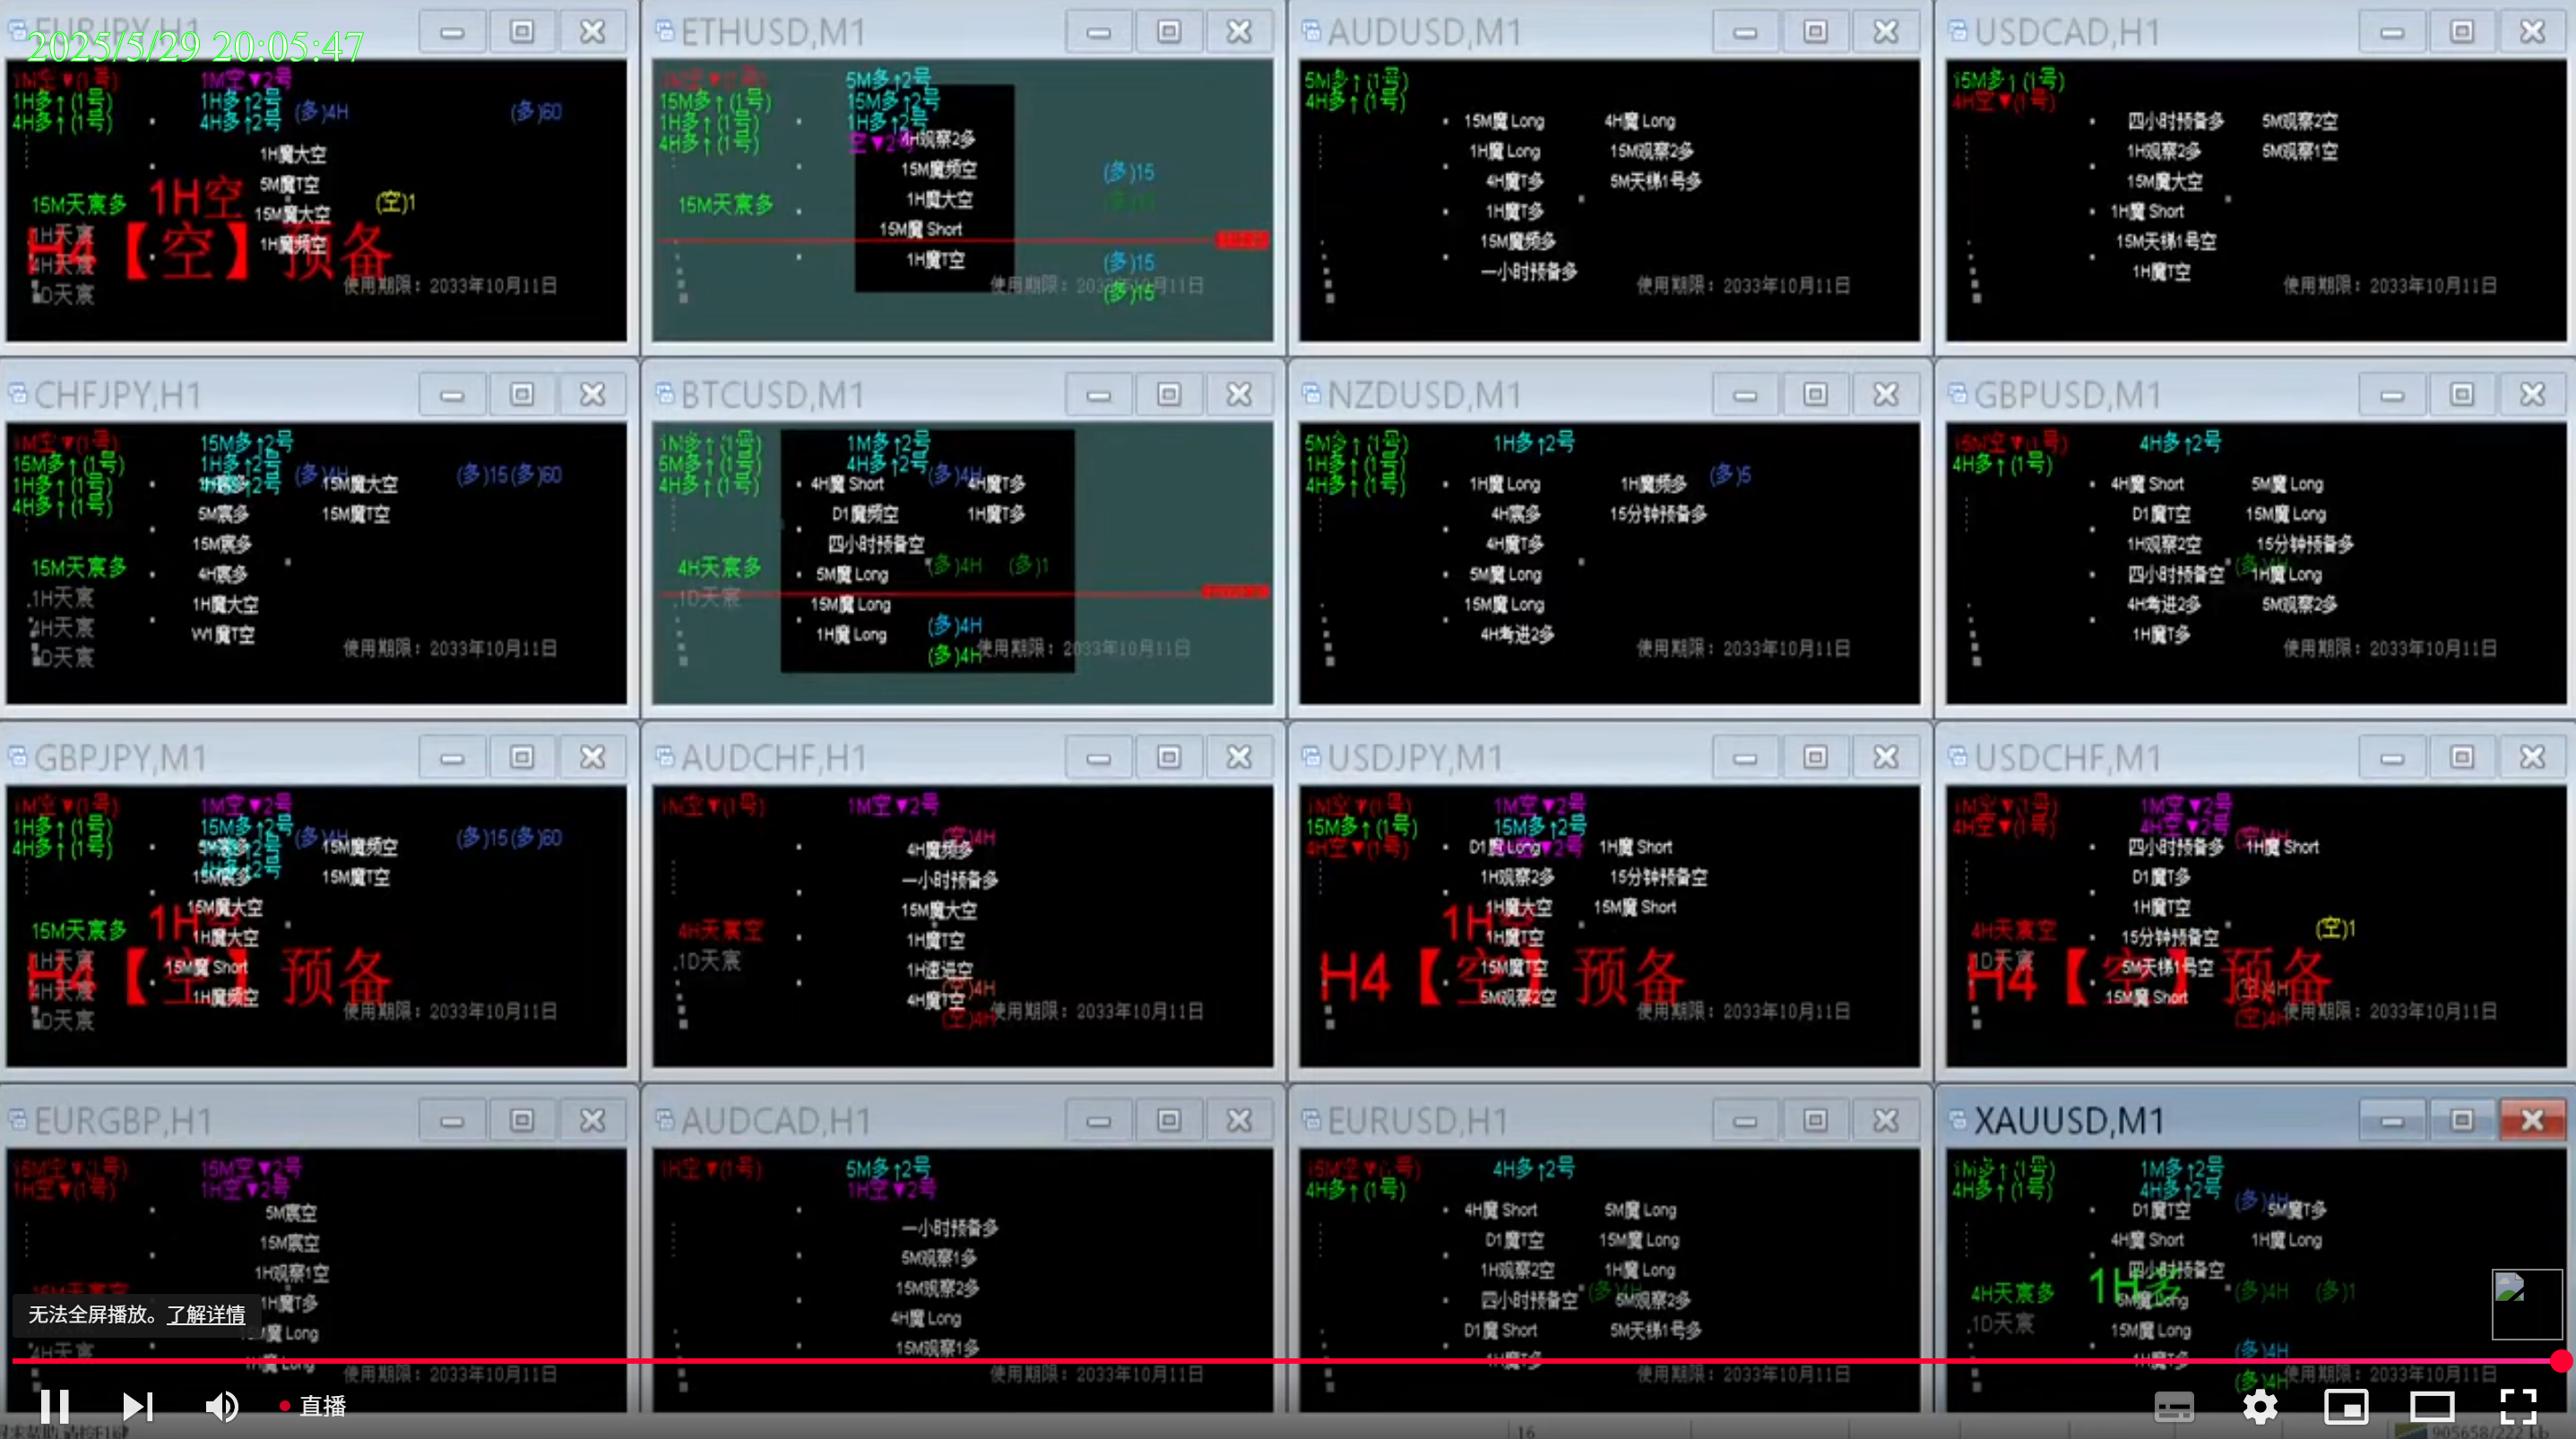 EURJPY,H1
2025/5/29 20:05:47
1M空▼(1号) 1M空▼2号
1H多↑(1号) 1H多↑2号 (多)4H (多)60
4H多↑(1号) 4H多↑2号
1H魔大空
5M魔T空
15M天宸多 1H空 15M魔大空 (空)1
1H天宸 1H魔频空
H4【空】预备
4H天宸
1D天宸
使用期限：2033年10月11日
ETHUSD,M1
1M空▼(1号) 5M多↑2号
15M多↑(1号) 15M多↑2号
1H多↑(1号) 1H多↑2号
4H多↑(1号) 空▼2号 4H观察2多
15M魔频空 (多)15
15M天宸多 1H魔大空
15M魔 Short
1H魔T空 (多)15
使用期限：2033年10月11日
(多)15
AUDUSD,M1
5M多↑(1号)
4H多↑(1号)
15M魔 Long 4H魔 Long
1H魔 Long 15M观察2多
4H魔T多 5M天梯1号多
1H魔T多
15M魔频多
一小时预备多
使用期限：2033年10月11日
USDCAD,H1
15M多↑(1号)
4H空▼(1号)
四小时预备多 5M观察2空
1H观察2多 5M观察1空
15M魔大空
1H魔 Short
15M天梯1号空
1H魔T空
使用期限：2033年10月11日
CHFJPY,H1
1M空▼(1号) 15M多↑2号
15M多↑(1号) 1H多↑2号 (多)4H (多)15 (多)60
1H多↑(1号) 15M魔大空
4H多↑(1号)
5M宸多 15M魔T空
15M宸多
15M天宸多 4H宸多
1H天宸 1H魔大空
4H天宸 W1魔T空
1D天宸
使用期限：2033年10月11日
BTCUSD,M1
1M多↑(1号) 1M多↑2号
5M多↑(1号) 4H多↑2号 (多)4H
4H多↑(1号) 4H魔 Short 4H魔T多
D1魔频空 1H魔T多
四小时预备空
4H天宸多 5M魔 Long (多)4H (多)1
1D天宸 15M魔 Long
1H魔 Long (多)4H
(多)4H 使用期限：2033年10月11日
NZDUSD,M1
5M多↑(1号) 1H多↑2号
1H多↑(1号)
4H多↑(1号)
1H魔 Long 1H魔频多 (多)5
4H宸多 15分钟预备多
4H魔T多
5M魔 Long
15M魔 Long
4H考进2多
使用期限：2033年10月11日
GBPUSD,M1
15M空▼(1号) 4H多↑2号
4H多↑(1号)
4H魔 Short 5M魔 Long
D1魔T空 15M魔 Long
1H观察2空 15分钟预备多
四小时预备空 1H魔 Long
4H考进2多 5M观察2多
1H魔T多
使用期限：2033年10月11日
GBPJPY,M1
1M空▼(1号) 1M空▼2号
1H多↑(1号) 15M多↑2号 (多)4H (多)15 (多)60
4H多↑(1号) 5M宸多 15M魔频空
4H多↑2号
15M宸多 15M魔T空
15M魔大空
15M天宸多 1H空 1H魔大空
1H天宸 15M魔 Short
H4【空】预备
4H天宸 1H魔频空
1D天宸
使用期限：2033年10月11日
AUDCHF,H1
1M空▼(1号) 1M空▼2号
(空)4H
4H魔频多
一小时预备多
15M魔大空
4H天宸空 1H魔T空
1D天宸 1H速进空
(空)4H
4H魔T空
(空)4H 使用期限：2033年10月11日
USDJPY,M1
1M空▼(1号) 1M空▼2号
15M多↑(1号) 15M多↑2号
4H空▼(1号) D1魔 Long 空▼2号 1H魔 Short
1H观察2多 15分钟预备空
1H魔大空 15M魔 Short
1H空 1H魔T空
H4【空】预备
15M魔T空
5M观察2空
使用期限：2033年10月11日
USDCHF,M1
1M空▼(1号) 1M空▼2号
4H空▼(1号) 4H空▼2号 (空)4H
四小时预备多 1H魔 Short
D1魔T多
1H魔T空
4H天宸空 15分钟预备空 (空)1
1D天宸 5M天梯1号空
H4【空】预备
15M魔 Short (空)4H
(空)4H 使用期限：2033年10月11日
EURGBP,H1
15M空▼(1号) 15M空▼2号
1H空▼(1号) 1H空▼2号
5M宸空
15M宸空
1H观察1空
15M天宸空
1H魔T多
魔 Long
4H天宸 1H魔 Long
使用期限：2033年10月11日
AUDCAD,H1
1H空▼(1号) 5M多↑2号
1H空▼2号
一小时预备多
5M观察1多
15M观察2多
4H魔 Long
15M观察1多
使用期限：2033年10月11日
EURUSD,H1
15M空▼(1号) 4H多↑2号
4H多↑(1号)
4H魔 Short 5M魔 Long
D1魔T空 15M魔 Long
1H观察2空 1H魔 Long
四小时预备空 (多)4H 5M观察2多
D1魔 Short 5M天梯1号多
1H魔T多
使用期限：2033年10月11日
XAUUSD,M1
1M多↑(1号) 1M多↑2号
4H多↑(1号) 4H多↑2号 (多)4H
D1魔T空 5M魔T多
4H魔 Short 1H魔 Long
四小时预备空
4H天宸多 1H多 5M魔 Long (多)4H (多)1
1D天宸 15M魔 Long
1H魔T多 (多)4H
(多)4H 使用期限：2033年10月11日
无法全屏播放。了解详情
直播
16
905658/222 kb